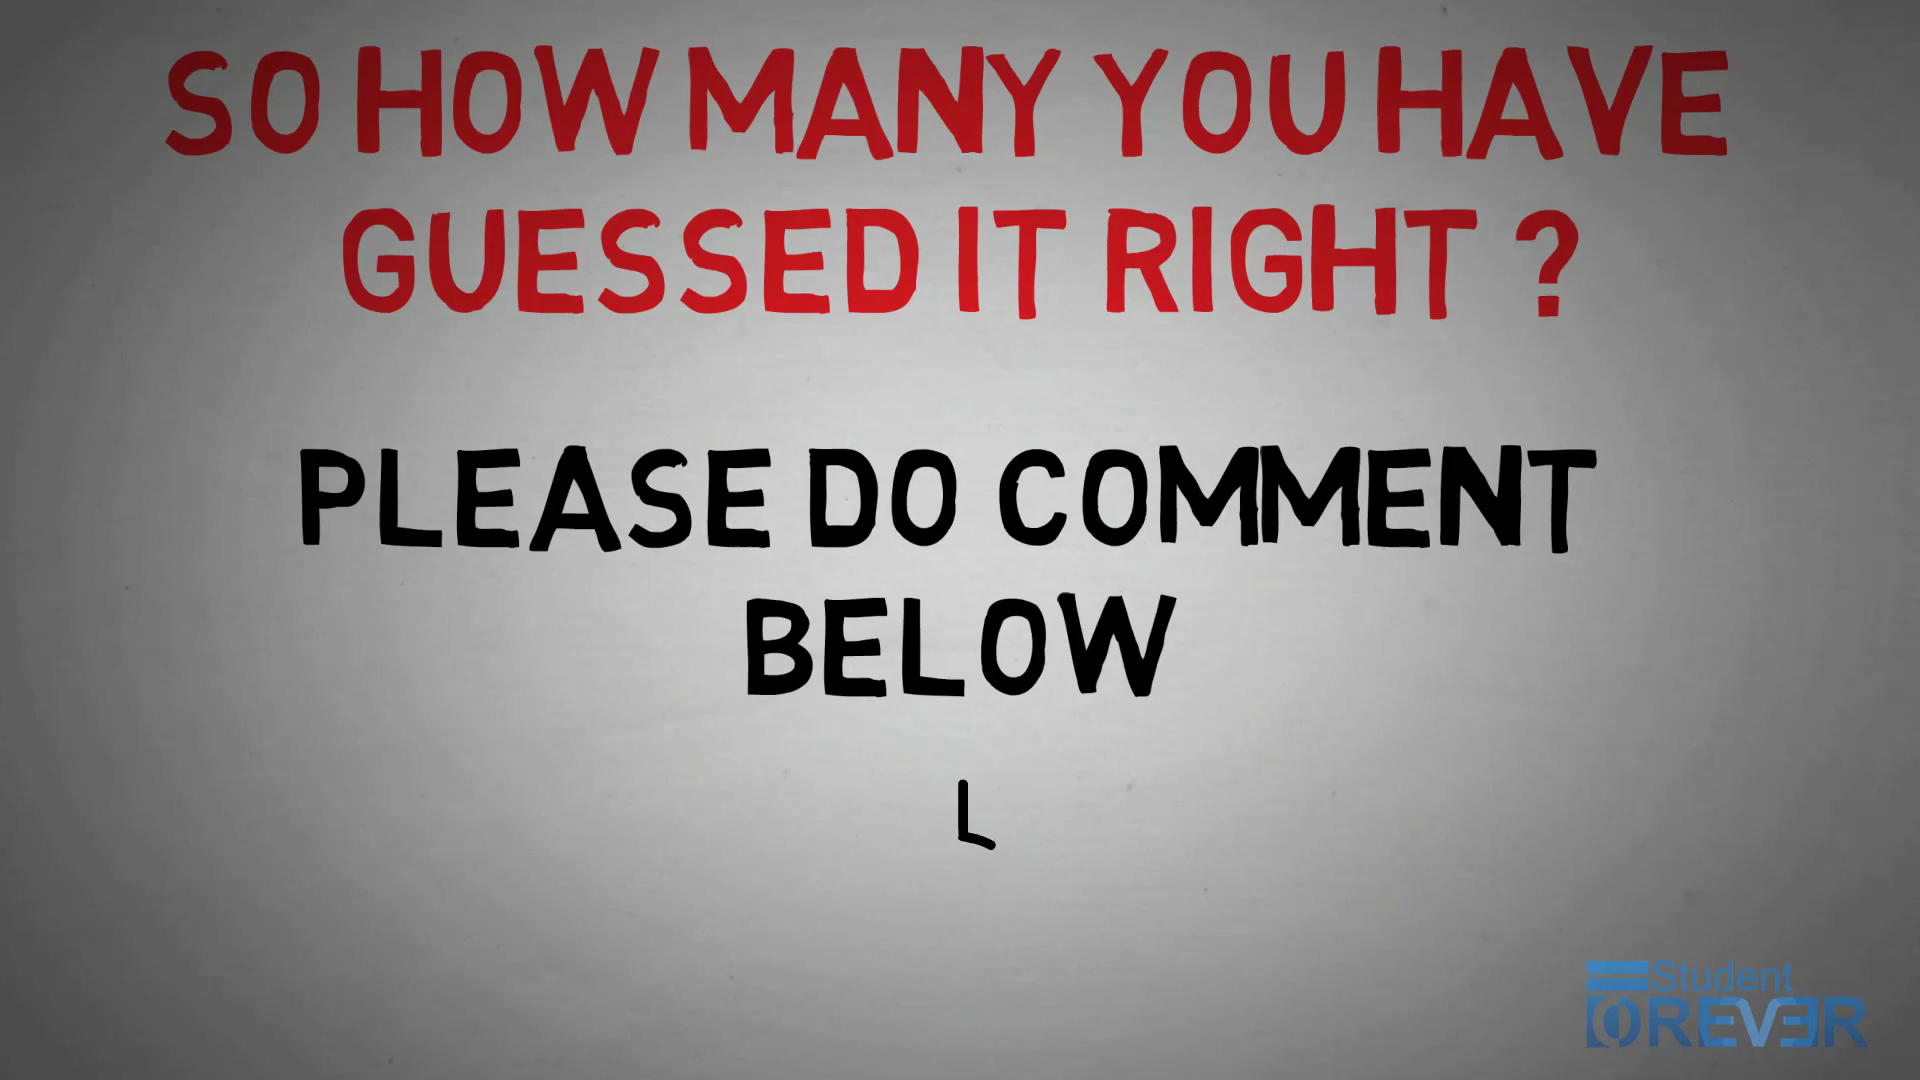 SO HOW MANY YOU HAVE
GUESSED IT RIGHT ?
PLEASE DO COMMENT
BELOW
Student
FOREVER